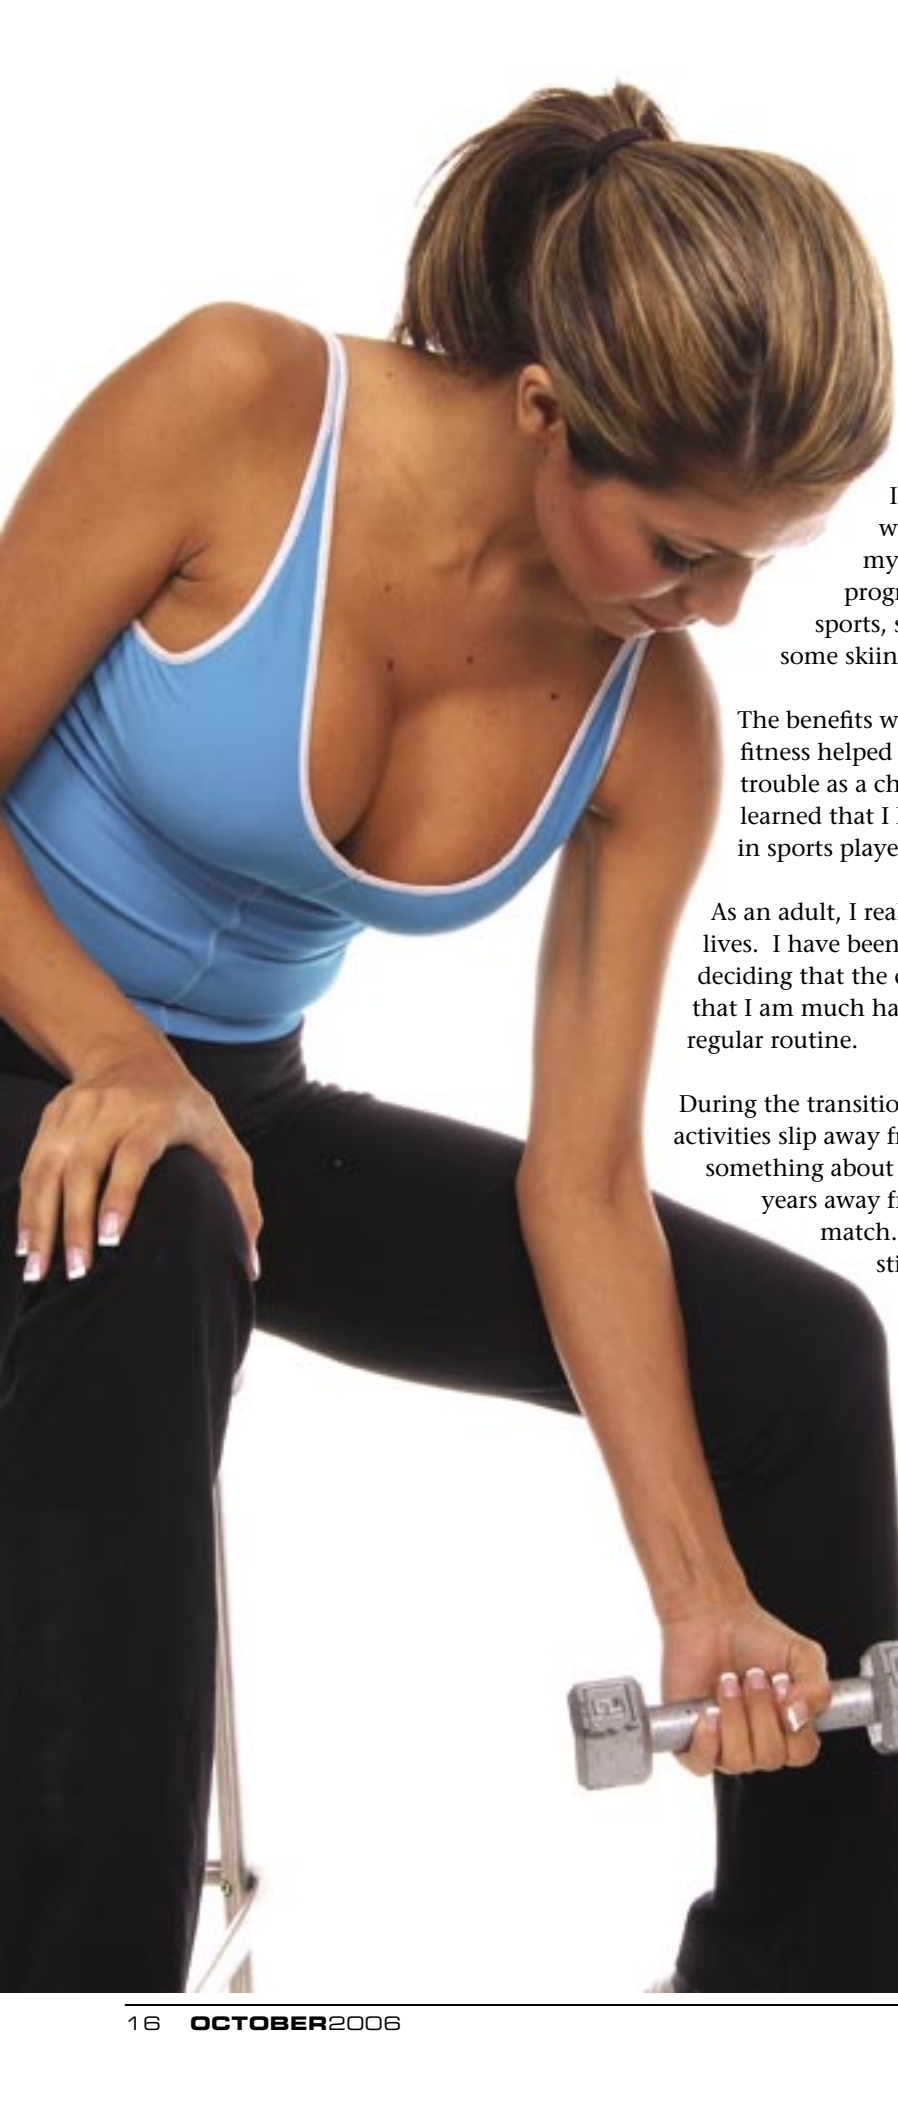 I
w
my
progr
sports, s
some skiin
The benefits w
fitness helped
trouble as a ch
learned that I
in sports playe
As an adult, I real
lives. I have been
deciding that the
that I am much ha
regular routine.
During the transitio
activities slip away fr
something about
years away fr
match.
sti
16 OCTOBER2006